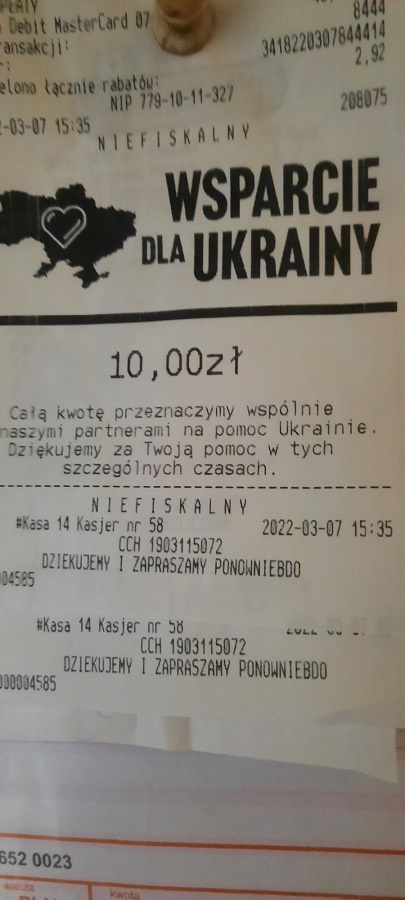 Debit MasterCard 07
8444
ransakcji: 3418220307844414
2,92
elono łącznie rabatów:
NIP 779-10-11-327
208075
-03-07 15:35
NIEFISKALNY
WSPARCIE
DLA UKRAINY
10,00zł
Całą kwotę przeznaczymy wspólnie
naszymi partnerami na pomoc Ukrainie.
Dziękujemy za Twoją pomoc w tych
szczególnych czasach.
NIEFISKALNY
#Kasa 14 Kasjer nr 58 2022-03-07 15:35
CCH 1903115072
DZIEKUJEMY I ZAPRASZAMY PONOWNIEBDO
004585
#Kasa 14 Kasjer nr 58
CCH 1903115072
DZIEKUJEMY I ZAPRASZAMY PONOWNIEBDO
000004585
652 0023
waluta
kwota